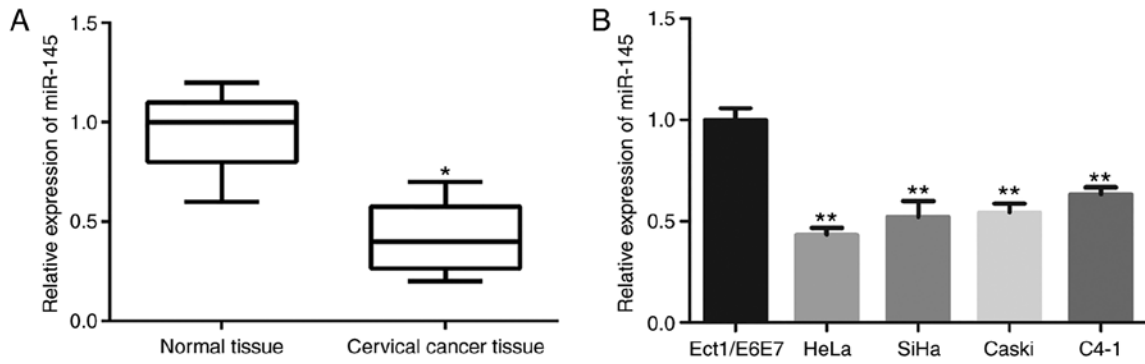 A
Relative expression of miR-145
1.5
1.0
0.5
0.0
*
Normal tissue
Cervical cancer tissue
B
Relative expression of miR-145
1.5
1.0
0.5
0.0
**
**
**
**
Ect1/E6E7
HeLa
SiHa
Caski
C4-1